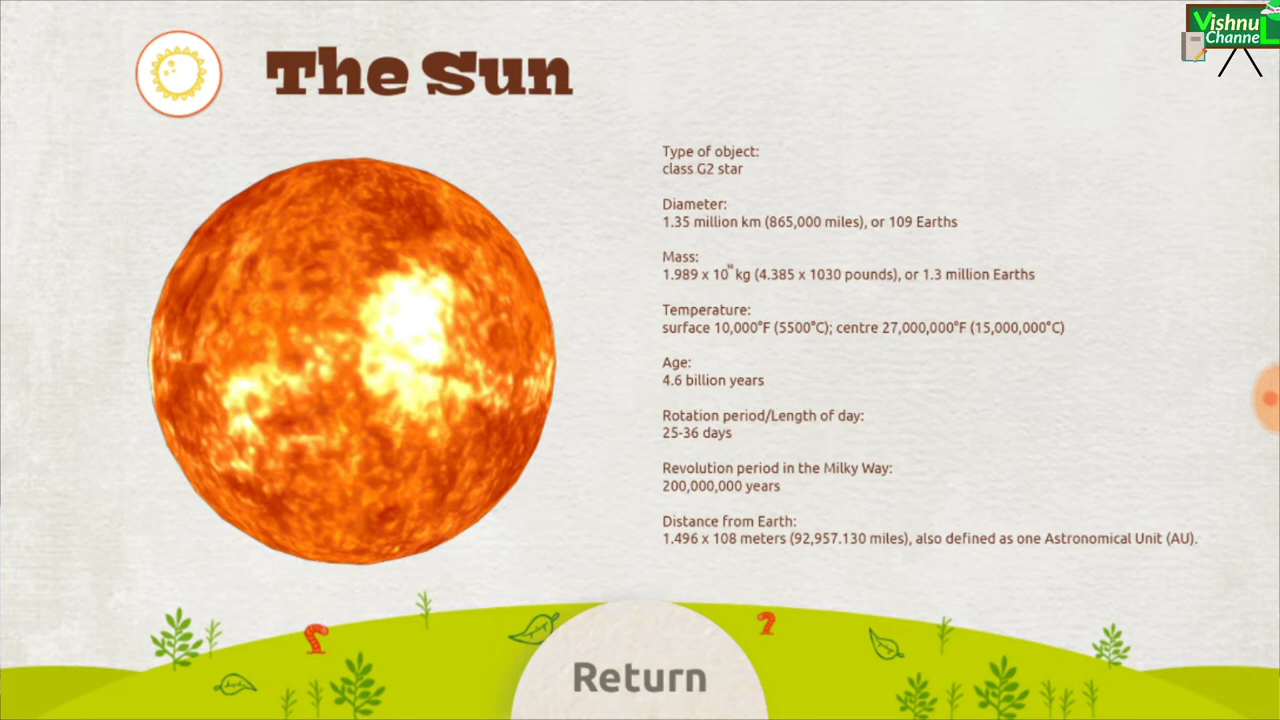 Vishnu
Channel
The Sun
Type of object:
class G2 star
Diameter:
1.35 million km (865,000 miles), or 109 Earths
Mass:
1.989 x 10³⁰ kg (4.385 x 1030 pounds), or 1.3 million Earths
Temperature:
surface 10,000°F (5500°C); centre 27,000,000°F (15,000,000°C)
Age:
4.6 billion years
Rotation period/Length of day:
25-36 days
Revolution period in the Milky Way:
200,000,000 years
Distance from Earth:
1.496 x 108 meters (92,957.130 miles), also defined as one Astronomical Unit (AU).
Return